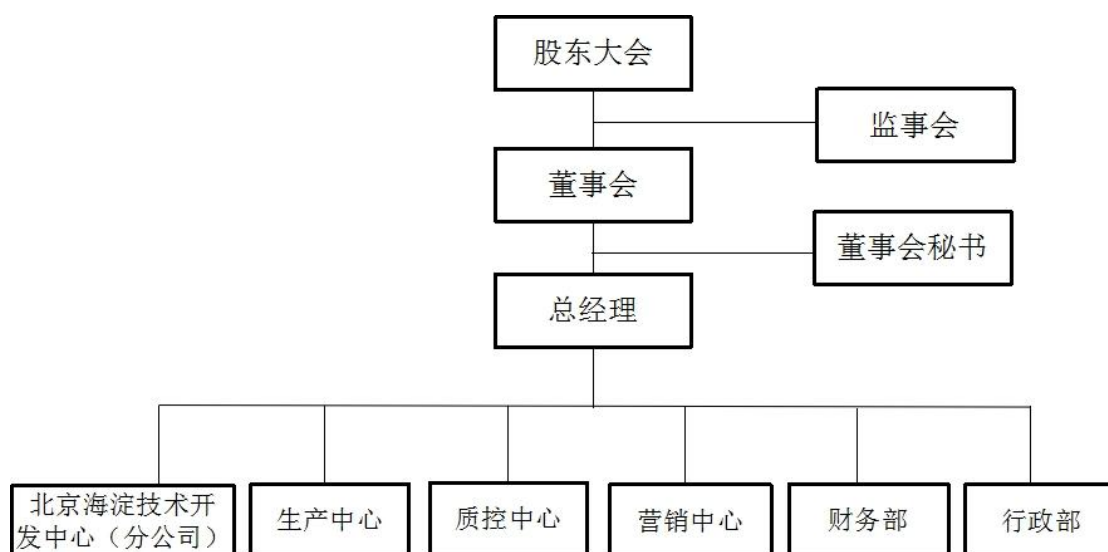 股东大会
监事会
董事会
董事会秘书
总经理
北京海淀技术开
发中心（分公司）
生产中心
质控中心
营销中心
财务部
行政部